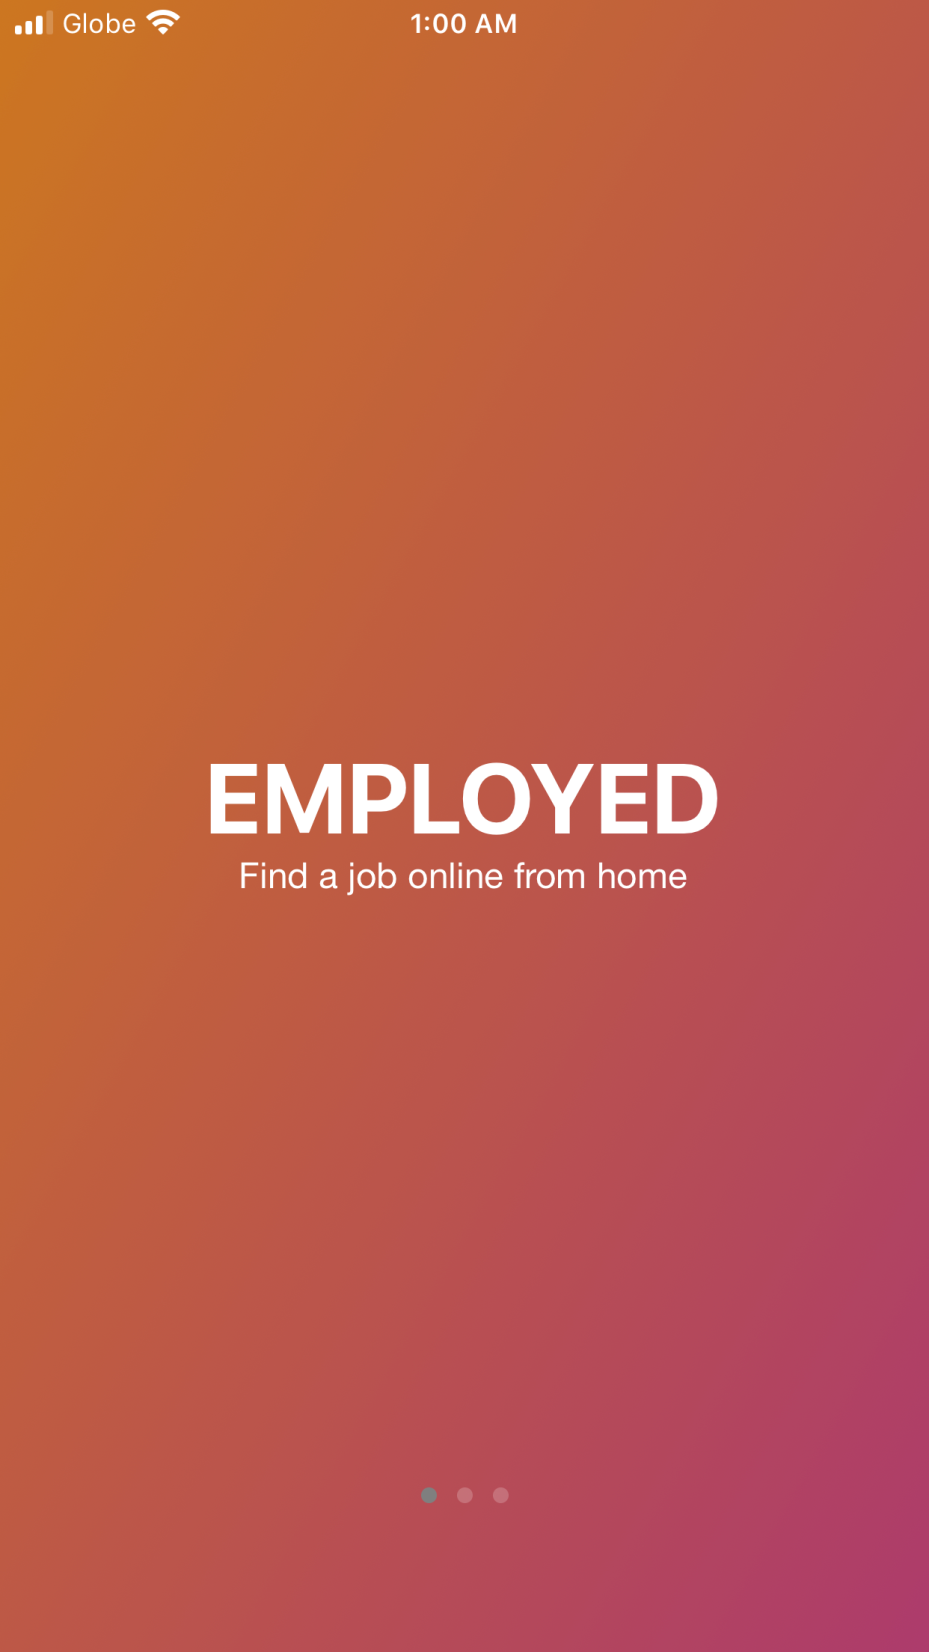 Globe 1:00 AM
EMPLOYED
Find a job online from home